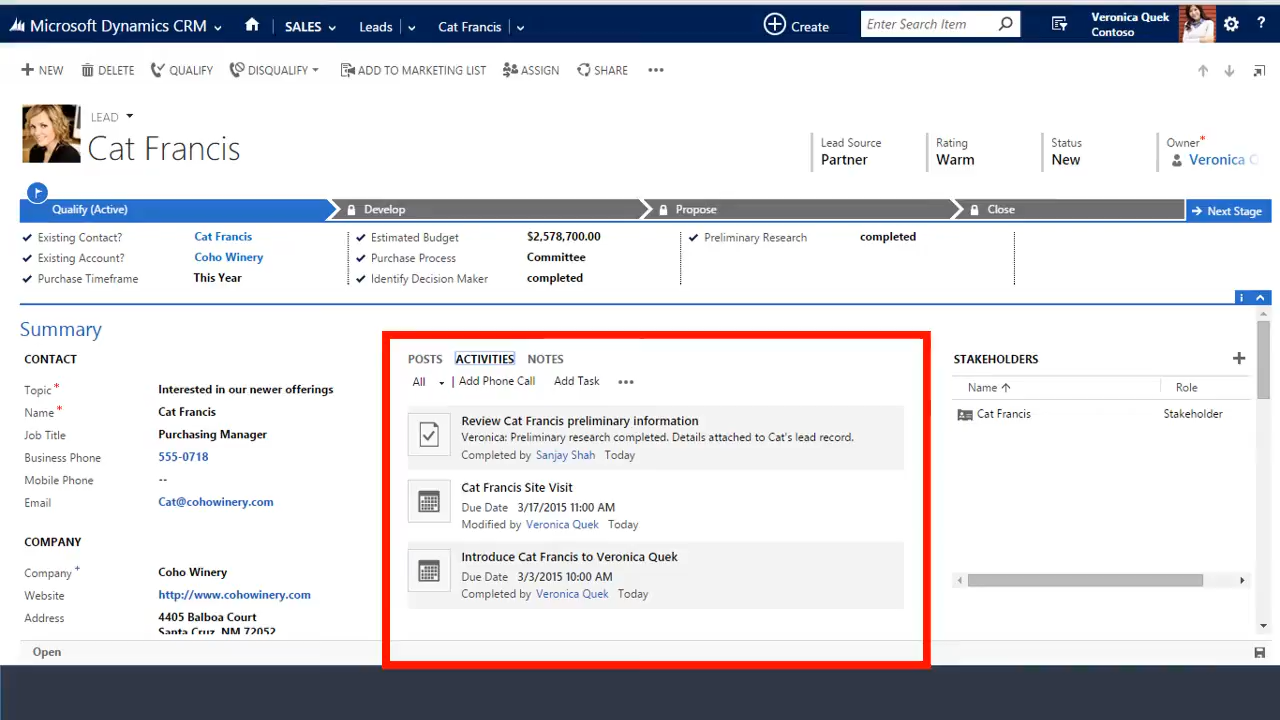 Microsoft Dynamics CRM SALES Leads Cat Francis Create Enter Search Item Veronica Quek ?
Contoso
NEW DELETE QUALIFY DISQUALIFY ADD TO MARKETING LIST ASSIGN SHARE •••
LEAD
Cat Francis
Lead Source Rating Status Owner*
Partner Warm New Veronica Q
Qualify (Active) Develop Propose Close Next Stage
Existing Contact? Cat Francis Estimated Budget $2,578,700.00 Preliminary Research completed
Existing Account? Coho Winery Purchase Process Committee
Purchase Timeframe This Year Identify Decision Maker completed
Summary
CONTACT
Topic* Interested in our newer offerings
Name* Cat Francis
Job Title Purchasing Manager
Business Phone 555-0718
Mobile Phone --
Email Cat@cohowinery.com
COMPANY
Company+ Coho Winery
Website http://www.cohowinery.com
Address 4405 Balboa Court
Santa Cruz, NM 72052
POSTS ACTIVITIES NOTES
All | Add Phone Call Add Task •••
Review Cat Francis preliminary information
Veronica: Preliminary research completed. Details attached to Cat's lead record.
Completed by Sanjay Shah Today
Cat Francis Site Visit
Due Date 3/17/2015 11:00 AM
Modified by Veronica Quek Today
Introduce Cat Francis to Veronica Quek
Due Date 3/3/2015 10:00 AM
Completed by Veronica Quek Today
STAKEHOLDERS
Name Role
Cat Francis Stakeholder
Open